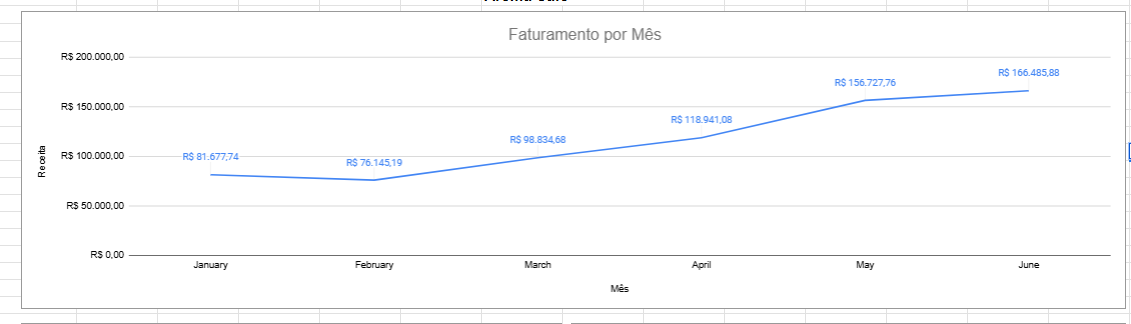 Faturamento por Mês
R$ 200.000,00
R$ 150.000,00
R$ 100.000,00
R$ 50.000,00
R$ 0,00
Receita
R$ 81.677,74
R$ 76.145,19
R$ 98.834,68
R$ 118.941,08
R$ 156.727,76
R$ 166.485,88
January February March April May June
Mês